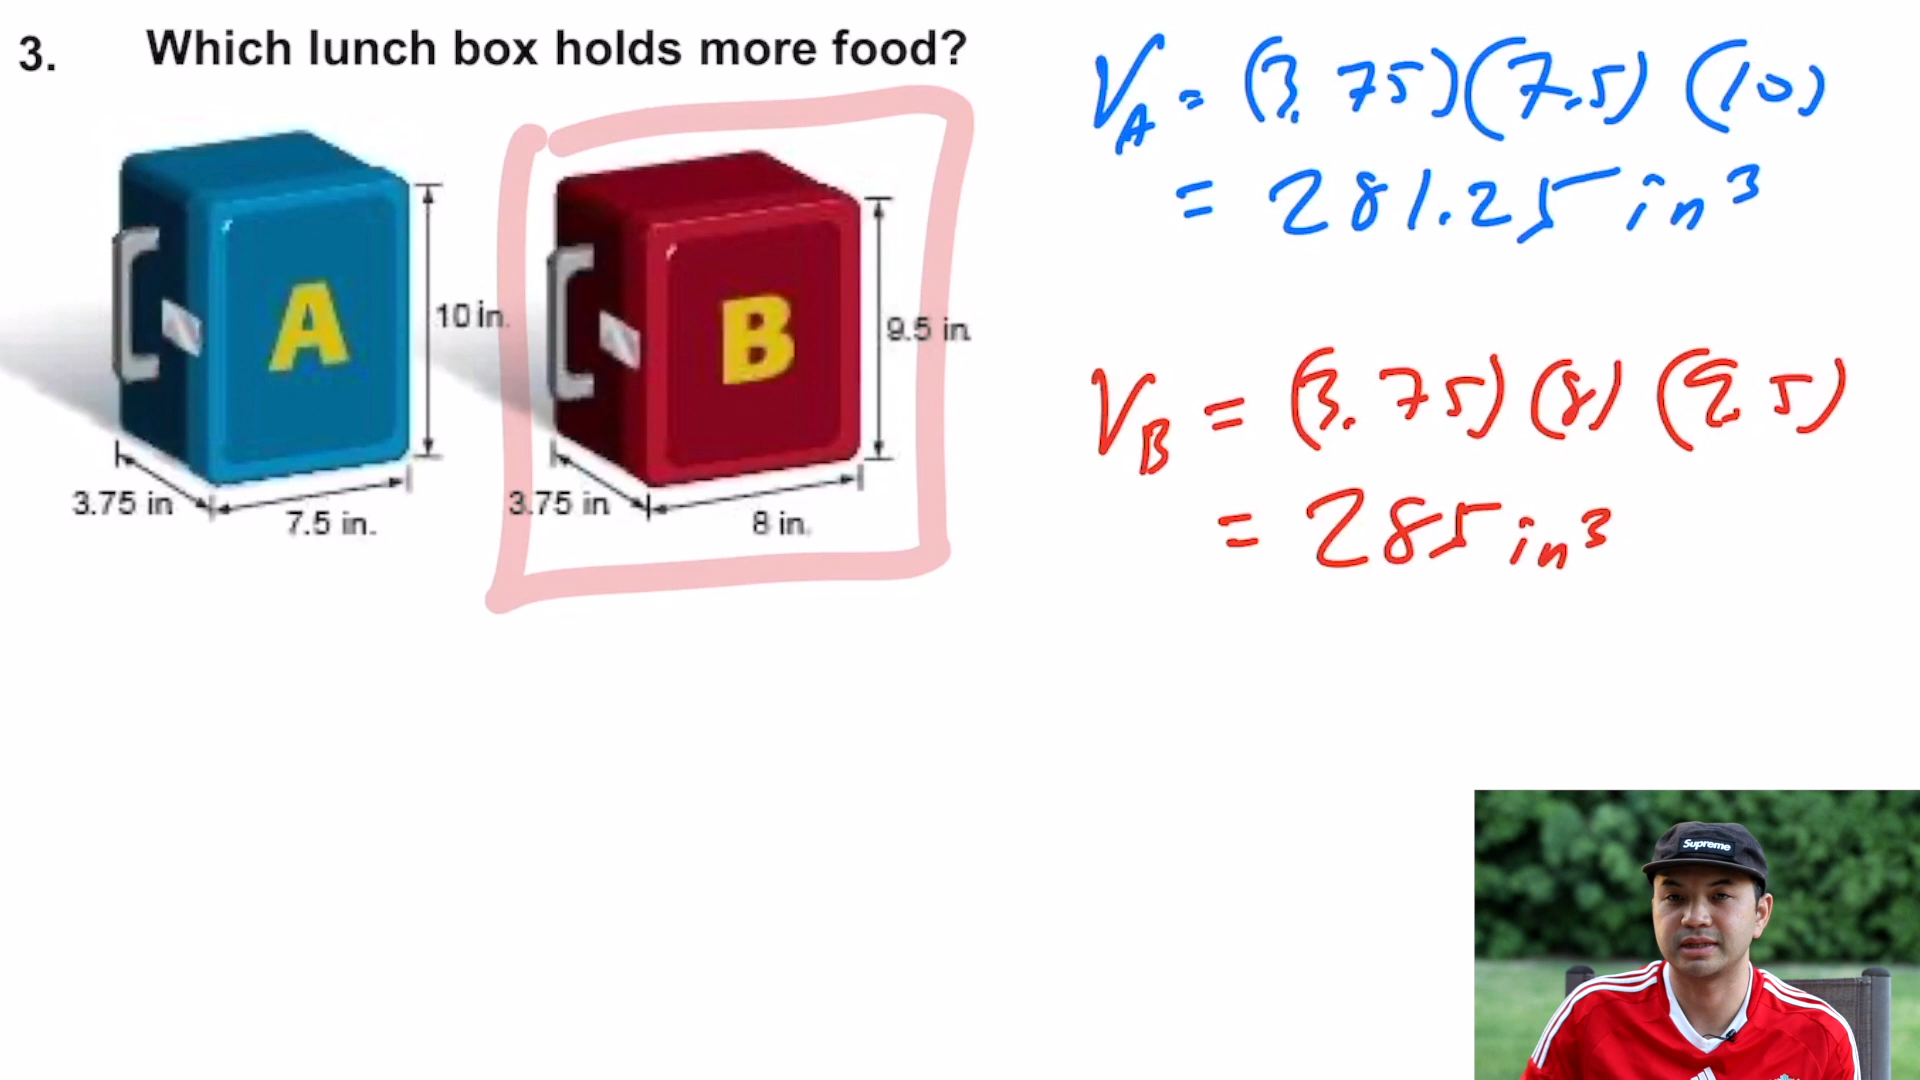 3. Which lunch box holds more food?
A
10 in.
3.75 in
7.5 in.
B
9.5 in
3.75 in
8 in.
V_A = (3.75)(7.5)(10)
= 281.25 in³
V_B = (3.75)(8)(9.5)
= 285 in³
Supreme